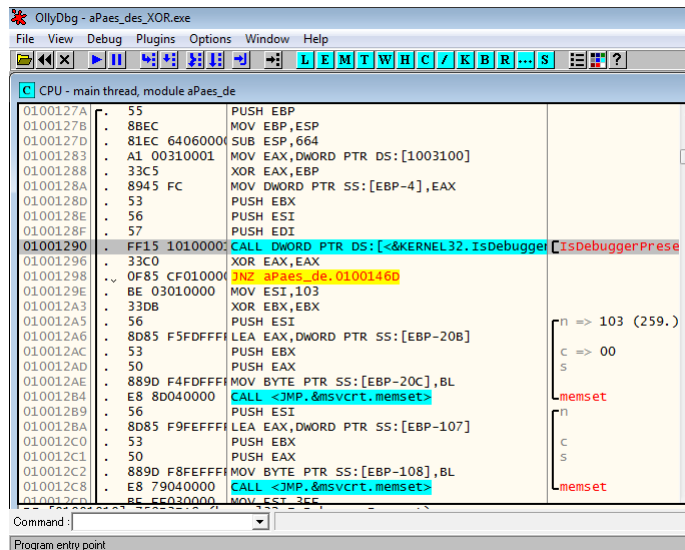 OllyDbg - aPaes_des_XOR.exe
File View Debug Plugins Options Window Help
L E M T W H C / K B R ... S ?
C CPU - main thread, module aPaes_de
0100127A . 55 PUSH EBP
0100127B . 8BEC MOV EBP,ESP
0100127D . 81EC 64060000 SUB ESP,664
01001283 . A1 00310001 MOV EAX,DWORD PTR DS:[1003100]
01001288 . 33C5 XOR EAX,EBP
0100128A . 8945 FC MOV DWORD PTR SS:[EBP-4],EAX
0100128D . 53 PUSH EBX
0100128E . 56 PUSH ESI
0100128F . 57 PUSH EDI
01001290 . FF15 10100001 CALL DWORD PTR DS:[<&KERNEL32.IsDebugger IsDebuggerPrese
01001296 . 33C0 XOR EAX,EAX
01001298 . 0F85 CF010000 JNZ aPaes_de.0100146D
0100129E . BE 03010000 MOV ESI,103
010012A3 . 33DB XOR EBX,EBX
010012A5 . 56 PUSH ESI n => 103 (259.)
010012A6 . 8D85 F5FDFFFF LEA EAX,DWORD PTR SS:[EBP-20B]
010012AC . 53 PUSH EBX c => 00
010012AD . 50 PUSH EAX s
010012AE . 889D F4FDFFFF MOV BYTE PTR SS:[EBP-20C],BL
010012B4 . E8 8D040000 CALL <JMP.&msvcrt.memset> memset
010012B9 . 56 PUSH ESI n
010012BA . 8D85 F9FEFFFF LEA EAX,DWORD PTR SS:[EBP-107]
010012C0 . 53 PUSH EBX c
010012C1 . 50 PUSH EAX s
010012C2 . 889D F8FEFFFF MOV BYTE PTR SS:[EBP-108],BL
010012C8 . E8 79040000 CALL <JMP.&msvcrt.memset> memset
010012CD . BE FF030000 MOV ESI,3FF
Command :
Program entry point